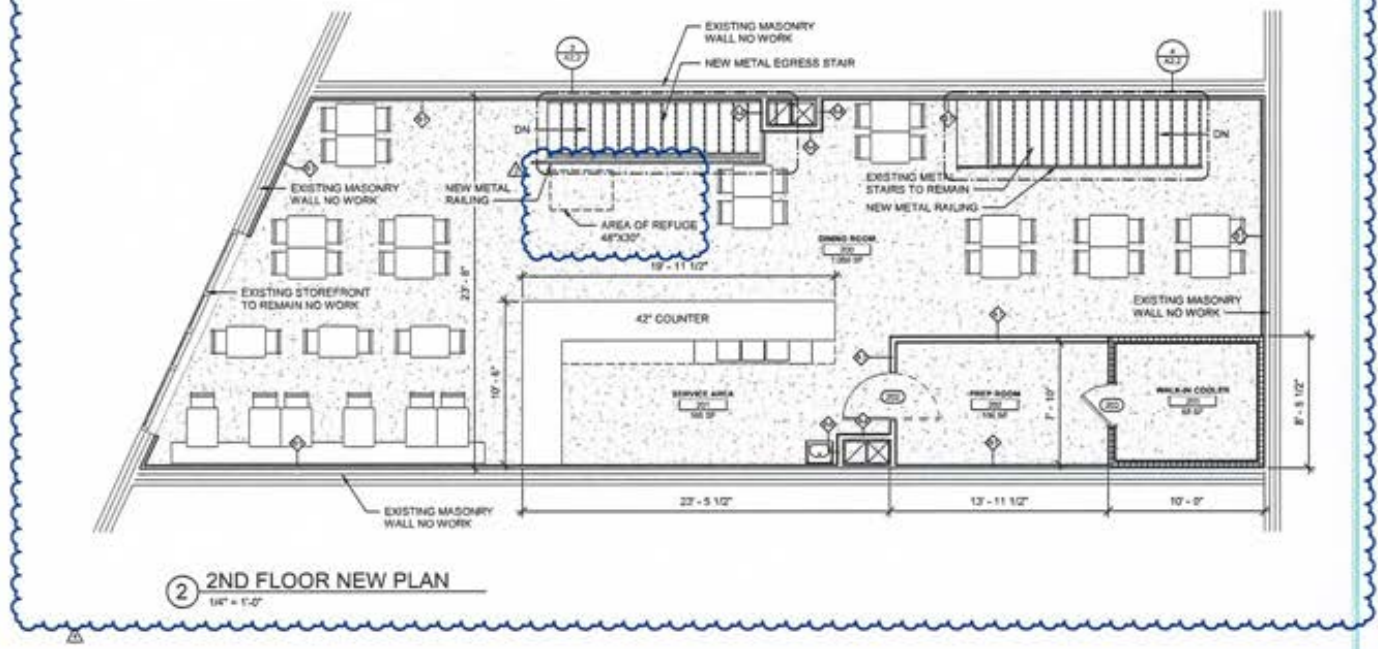 EXISTING MASONRY
WALL NO WORK
NEW METAL EGRESS STAIR
A2.2
DN
DN
EXISTING MASONRY
WALL NO WORK
NEW METAL
RAILING
EXISTING METAL
STAIRS TO REMAIN
NEW METAL RAILING
AREA OF REFUGE
48"X30"
DINING ROOM
200
19' - 11 1/2"
EXISTING STOREFRONT
TO REMAIN NO WORK
23' - 8"
EXISTING MASONRY
WALL NO WORK
42" COUNTER
10' - 6"
SERVICE AREA
201
PREP ROOM
7' - 10"
WALK-IN COOLER
8' - 5 1/2"
23' - 5 1/2"
13' - 11 1/2"
10' - 0"
EXISTING MASONRY
WALL NO WORK
2
2ND FLOOR NEW PLAN
1/4" = 1'-0"